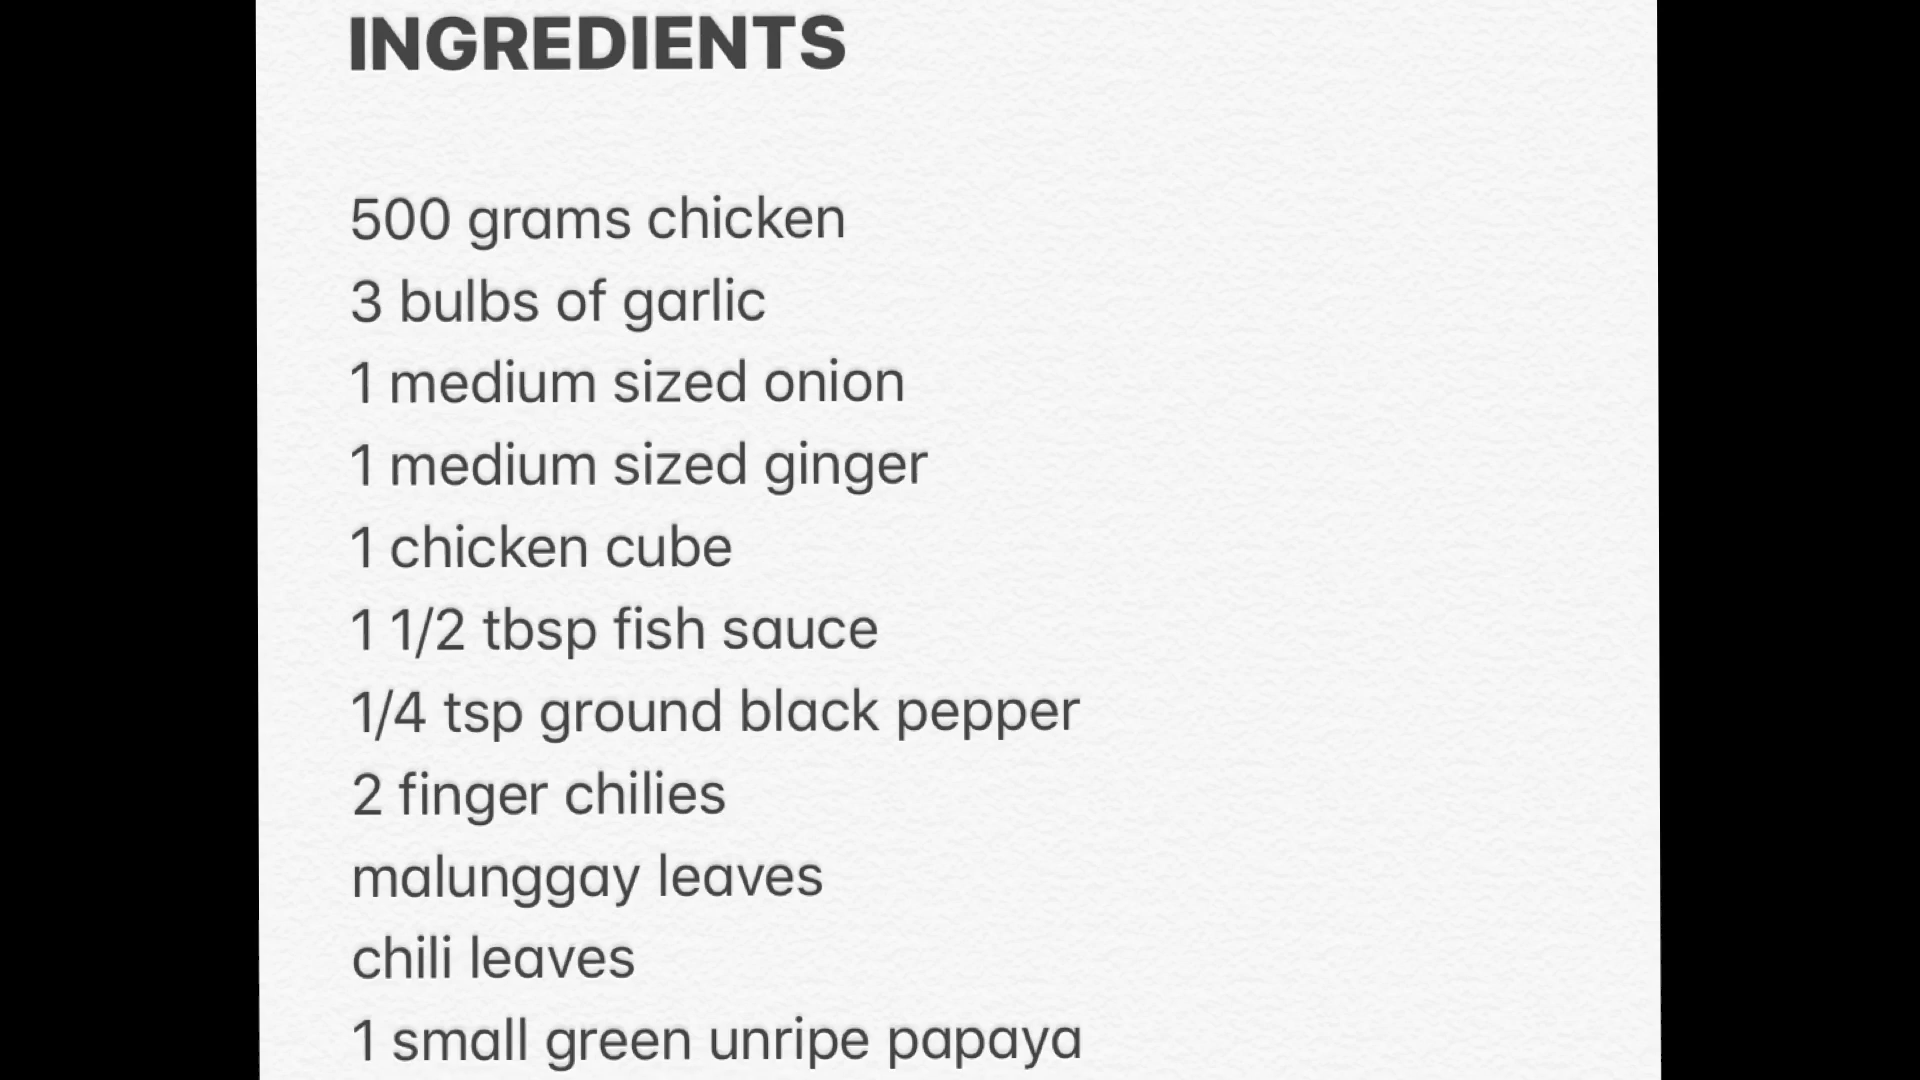 INGREDIENTS
500 grams chicken
3 bulbs of garlic
1 medium sized onion
1 medium sized ginger
1 chicken cube
1 1/2 tbsp fish sauce
1/4 tsp ground black pepper
2 finger chilies
malunggay leaves
chili leaves
1 small green unripe papaya